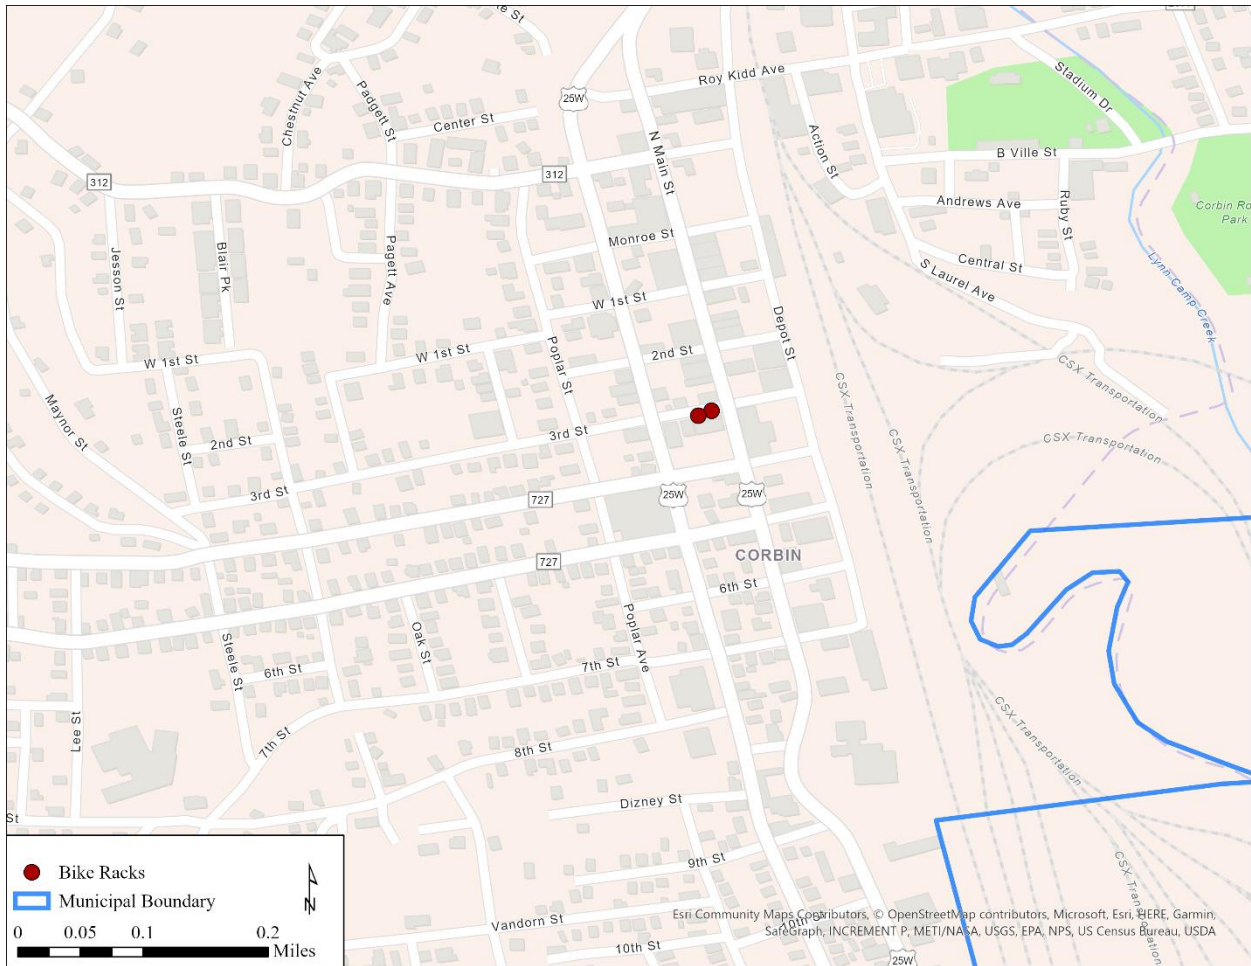 Roy Kidd Ave
Stadium Dr
Chestnut Ave
Padgett St
25W
Center St
N Main St
Action St
B Ville St
312
312
Andrews Ave
Ruby St
Corbin Ro
Park
Jesson St
Blair Pk
Pagett Ave
Monroe St
Central St
S Laurel Ave
Lynn Camp Creek
W 1st St
Depot St
W 1st St
W 1st St
Poplar St
2nd St
CSX Transportation
CSX Transportation
CSX Transportation
CSX Transportation
Maynor St
Steele St
2nd St
3rd St
3rd St
727
25W
25W
727
CORBIN
6th St
Oak St
Poplar Ave
Steele St
6th St
7th St
7th St
Lee St
8th St
CSX Transportation
Dizney St
St
9th St
CSX Transportation
Vandorn St
10th St
10th St
25W
Bike Racks
Municipal Boundary
N
0 0.05 0.1 0.2
Miles
Esri Community Maps Contributors, © OpenStreetMap contributors, Microsoft, Esri, HERE, Garmin,
SafeGraph, INCREMENT P, METI/NASA, USGS, EPA, NPS, US Census Bureau, USDA